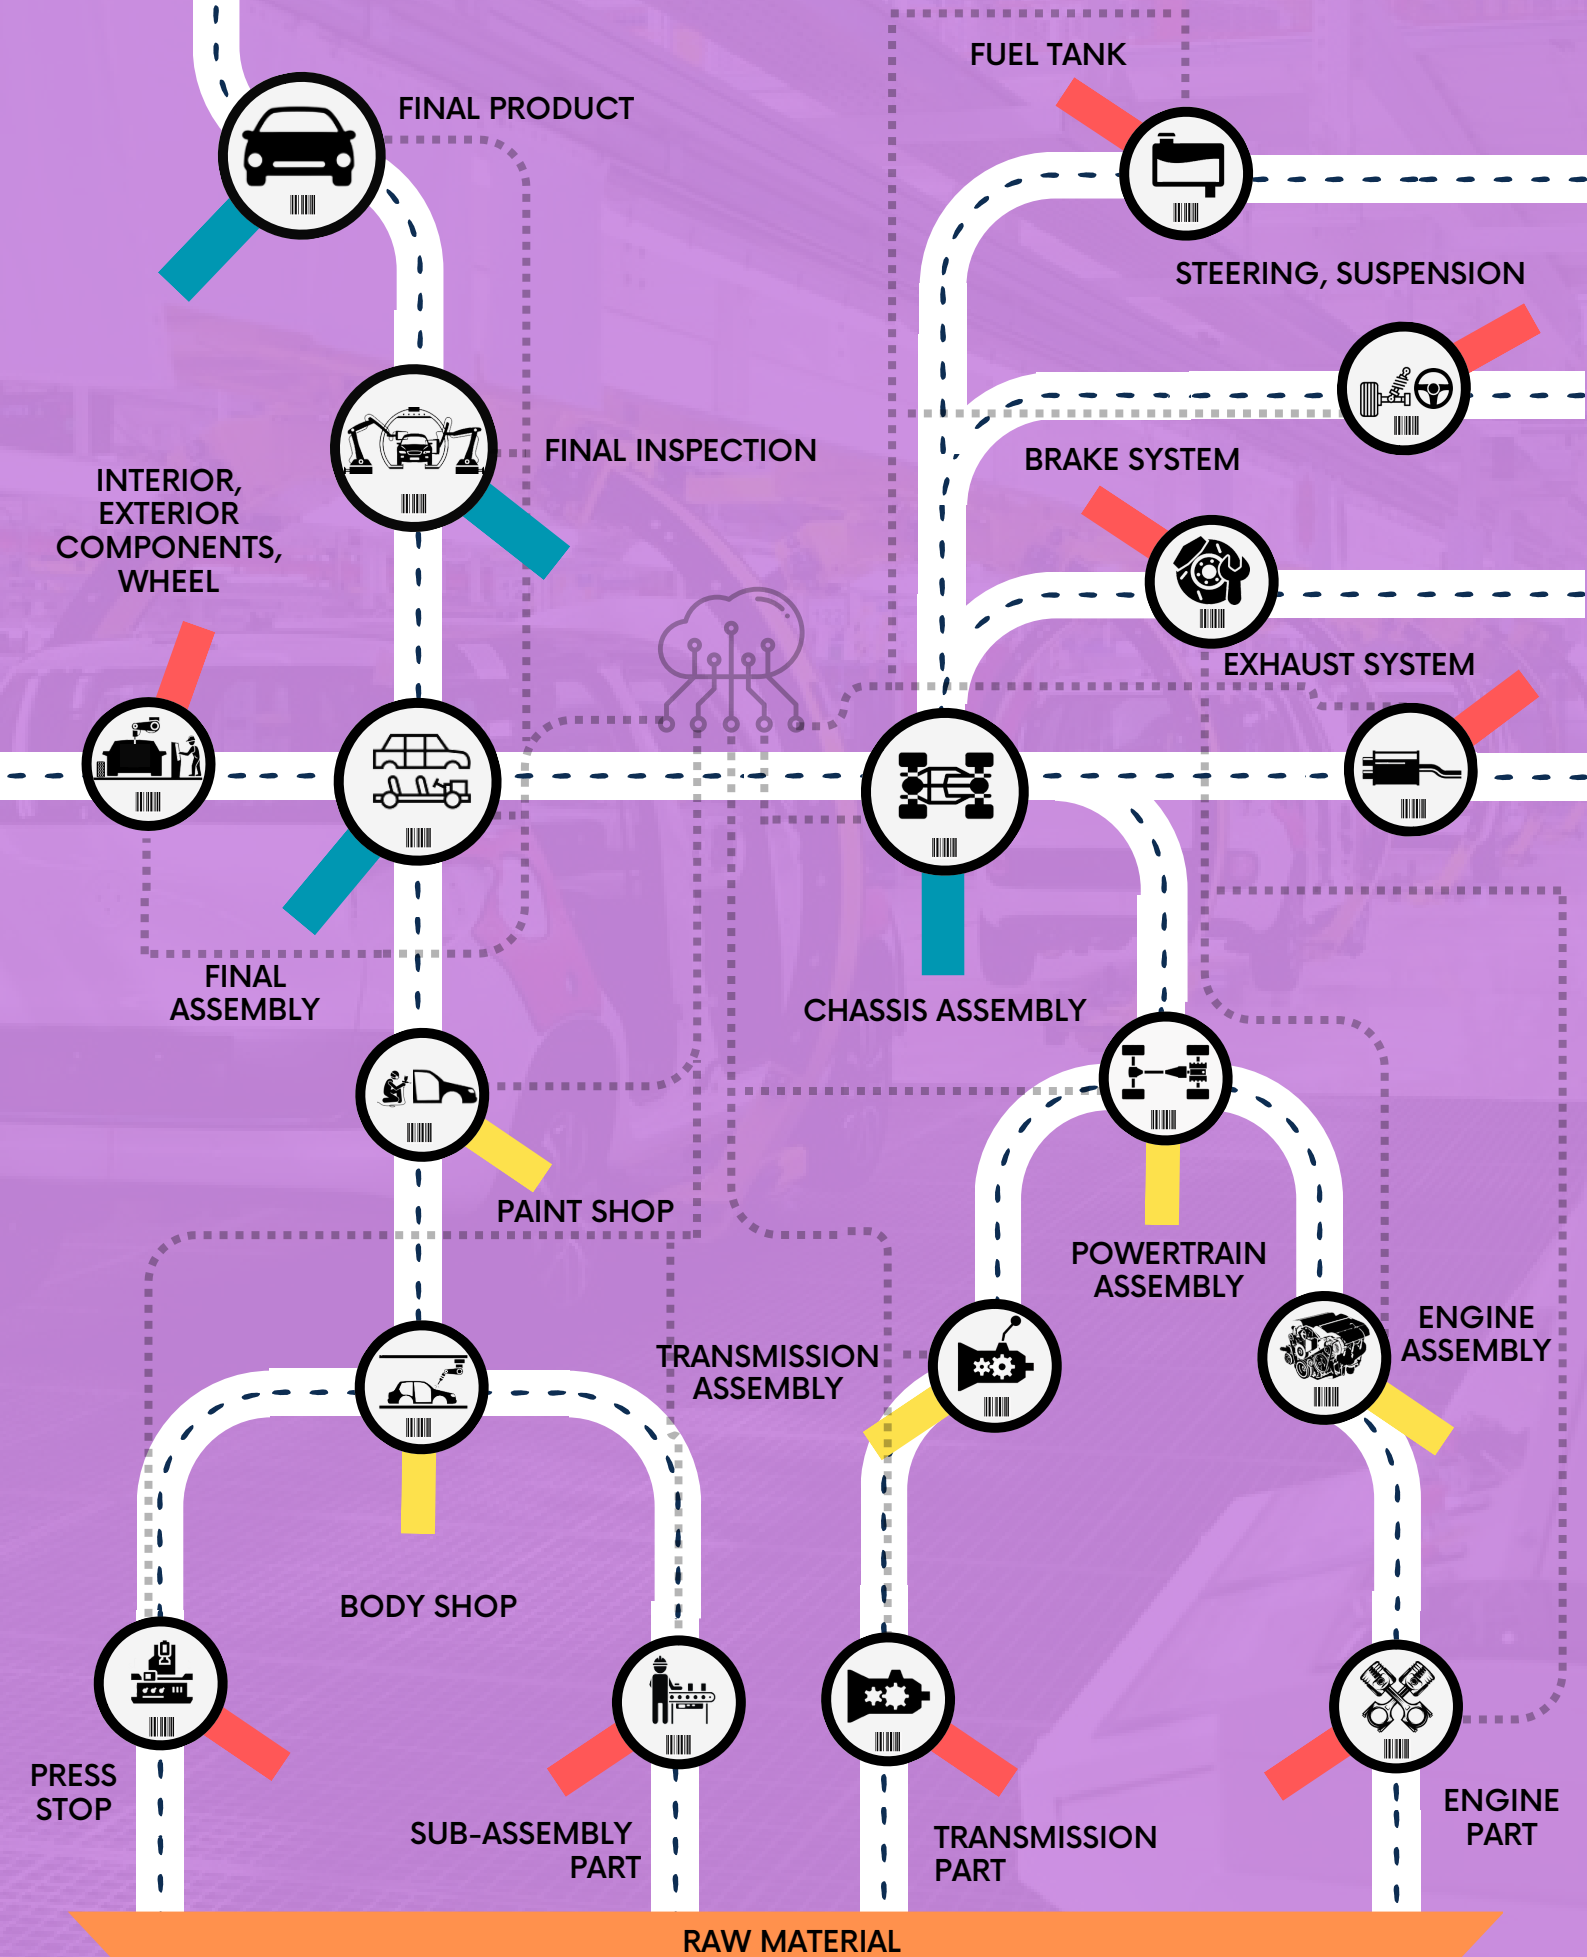 FUEL TANK
FINAL PRODUCT
STEERING, SUSPENSION
FINAL INSPECTION
BRAKE SYSTEM
INTERIOR,
EXTERIOR
COMPONENTS,
WHEEL
EXHAUST SYSTEM
FINAL
ASSEMBLY
CHASSIS ASSEMBLY
PAINT SHOP
POWERTRAIN
ASSEMBLY
TRANSMISSION
ASSEMBLY
ENGINE
ASSEMBLY
BODY SHOP
PRESS
STOP
SUB-ASSEMBLY
PART
TRANSMISSION
PART
ENGINE
PART
RAW MATERIAL